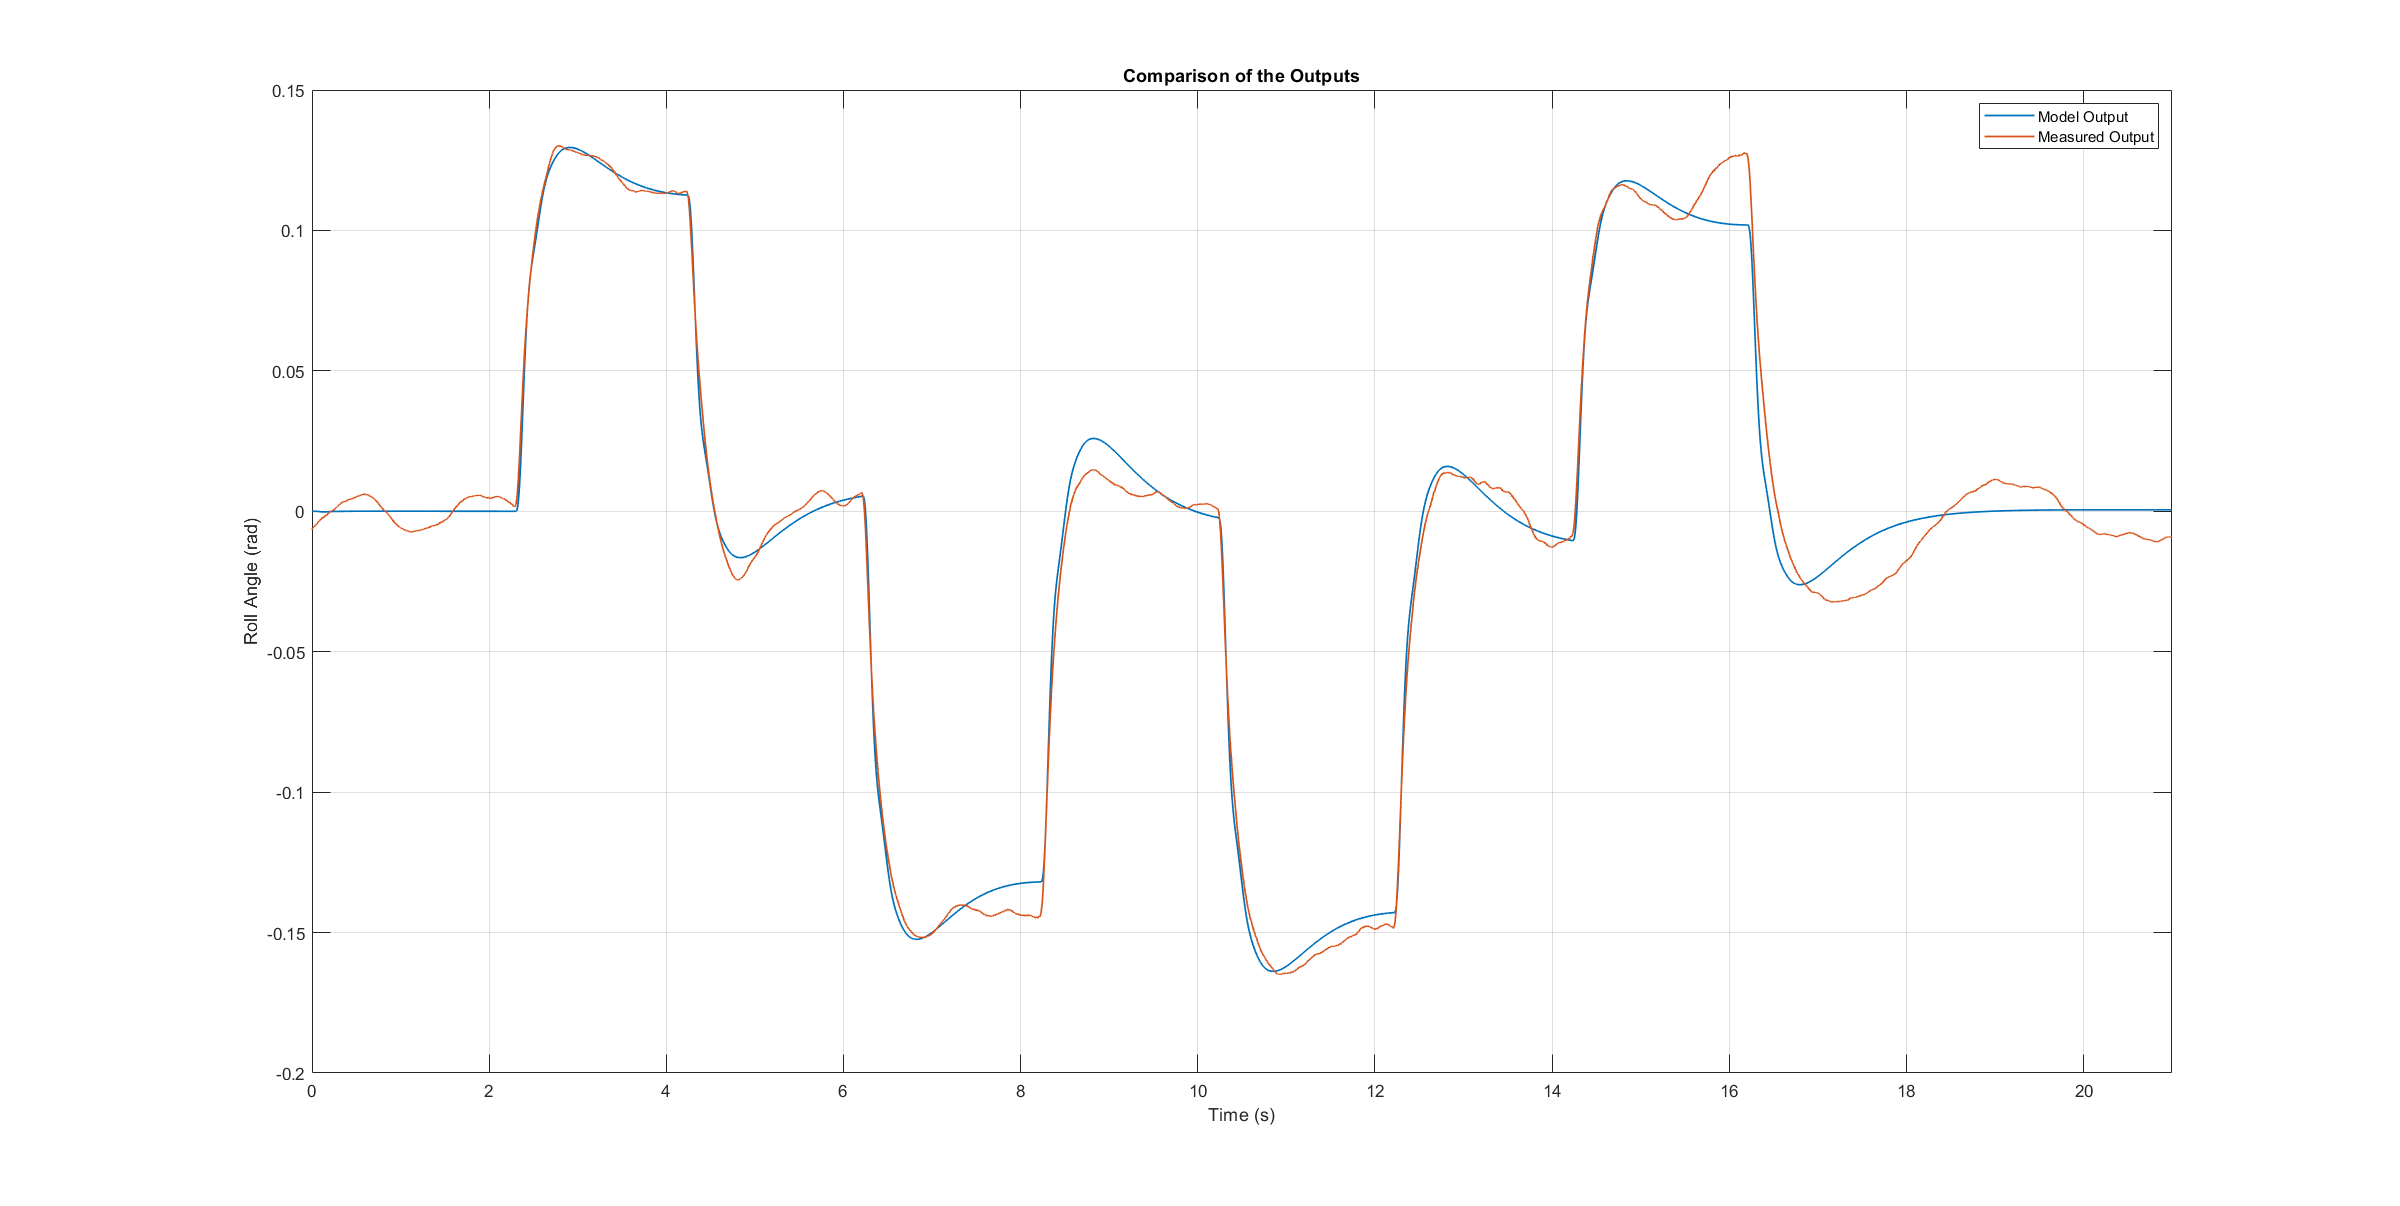 Comparison of the Outputs
Model Output
Measured Output
0.15
0.1
0.05
0
-0.05
-0.1
-0.15
-0.2
Roll Angle (rad)
0 2 4 6 8 10 12 14 16 18 20
Time (s)